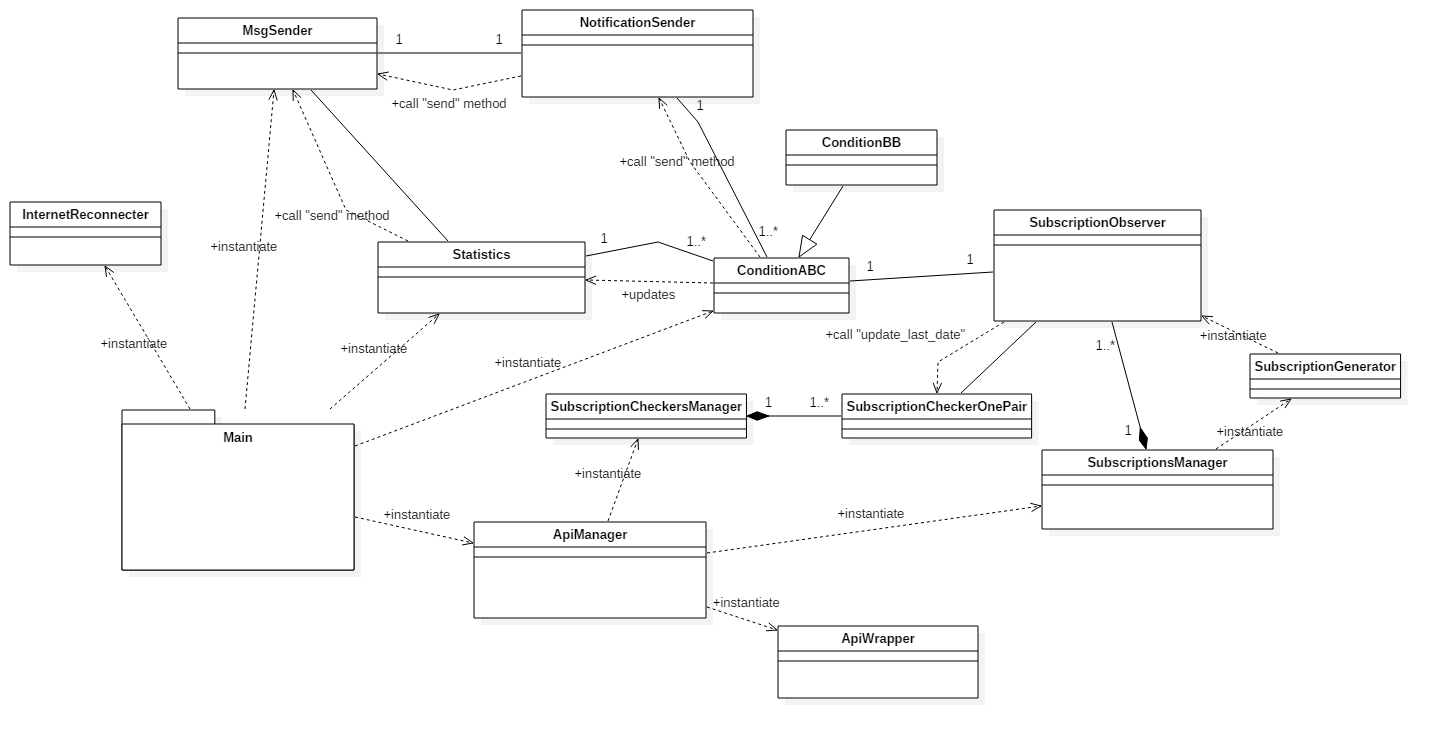 NotificationSender
MsgSender
1
1
+call "send" method
1
ConditionBB
+call "send" method
InternetReconnecter
+call "send" method
SubscriptionObserver
1..*
1
1..*
+instantiate
Statistics
1
1
ConditionABC
+updates
+call "update_last_date"
+instantiate
+instantiate
+instantiate
1..*
+instantiate
SubscriptionGenerator
SubscriptionCheckersManager
1
1..*
SubscriptionCheckerOnePair
1
+instantiate
Main
SubscriptionsManager
+instantiate
+instantiate
+instantiate
ApiManager
+instantiate
ApiWrapper